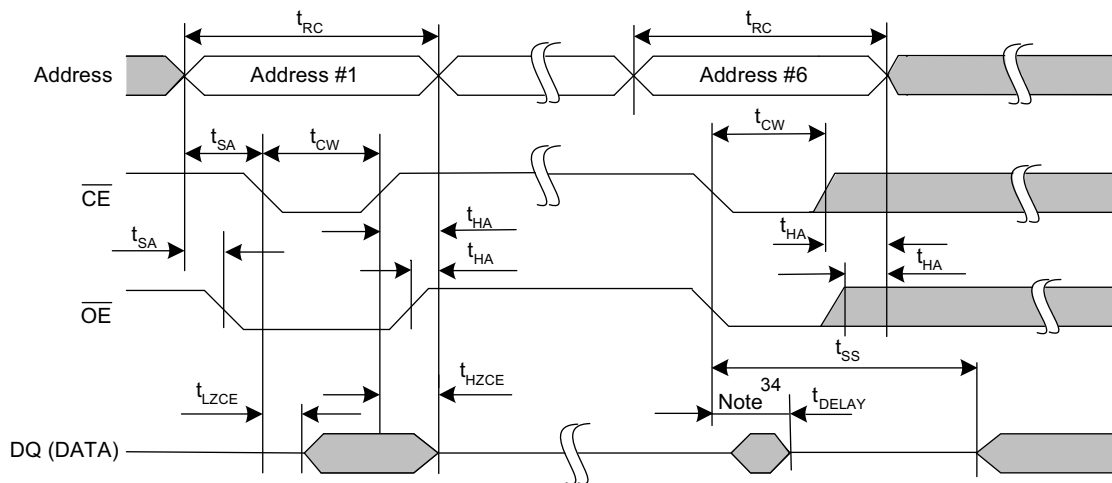 tRC tRC
Address Address #1 Address #6
tSA tCW tCW
CE
tSA tHA tHA
tHA tHA
OE
tSS
tLZCE tHZCE Note 34 tDELAY
DQ (DATA)